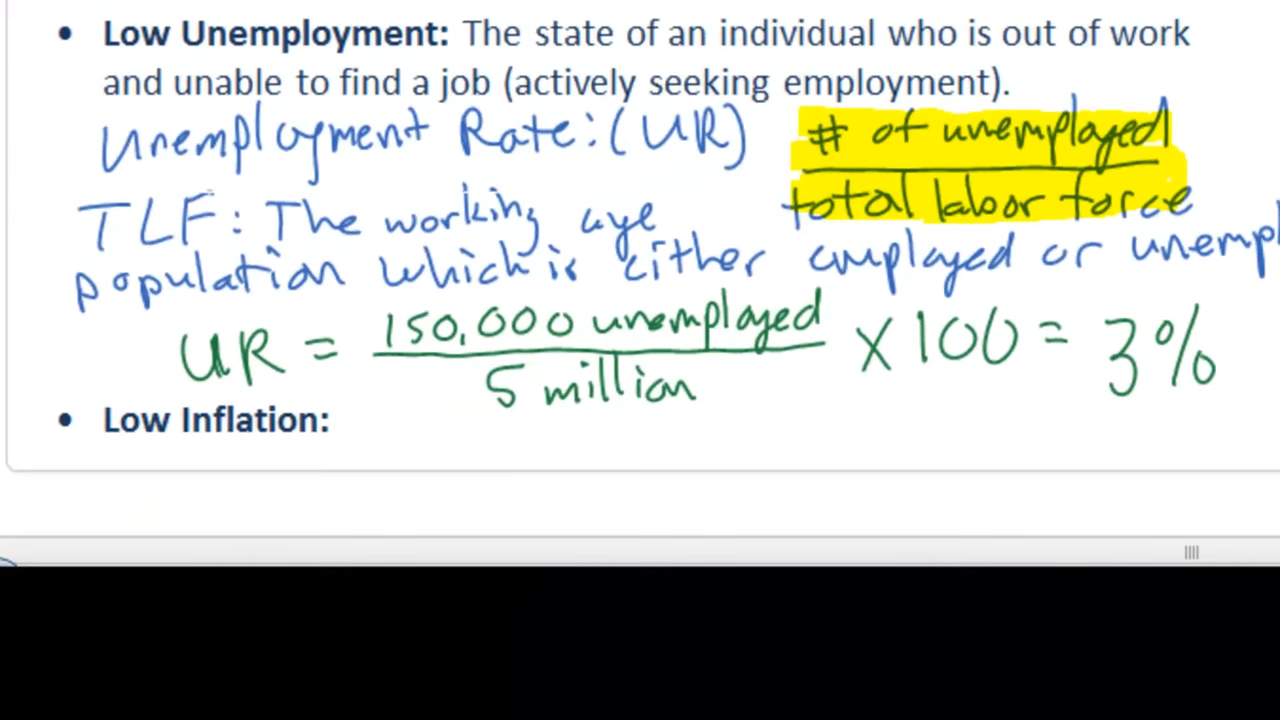 • Low Unemployment: The state of an individual who is out of work
and unable to find a job (actively seeking employment).
Unemployment Rate: (UR) # of unemployed
total labor force
TLF: The working age
population which is either employed or unempl
UR = 150,000 unemployed
5 million
x 100 = 3%
• Low Inflation: